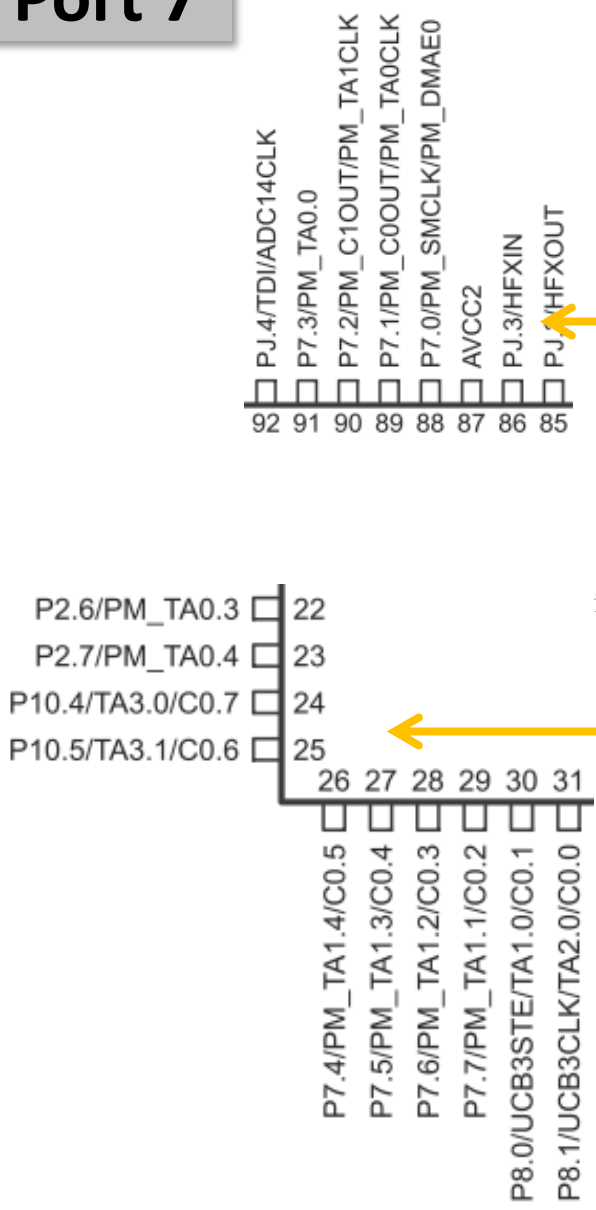 Port 7
PJ.4/TDI/ADC14CLK
P7.3/PM_TA0.0
P7.2/PM_C1OUT/PM_TA1CLK
P7.1/PM_C0OUT/PM_TA0CLK
P7.0/PM_SMCLK/PM_DMAE0
AVCC2
PJ.3/HFXIN
PJ.2/HFXOUT
92 91 90 89 88 87 86 85
P2.6/PM_TA0.3 22
P2.7/PM_TA0.4 23
P10.4/TA3.0/C0.7 24
P10.5/TA3.1/C0.6 25
26 27 28 29 30 31
P7.4/PM_TA1.4/C0.5
P7.5/PM_TA1.3/C0.4
P7.6/PM_TA1.2/C0.3
P7.7/PM_TA1.1/C0.2
P8.0/UCB3STE/TA1.0/C0.1
P8.1/UCB3CLK/TA2.0/C0.0